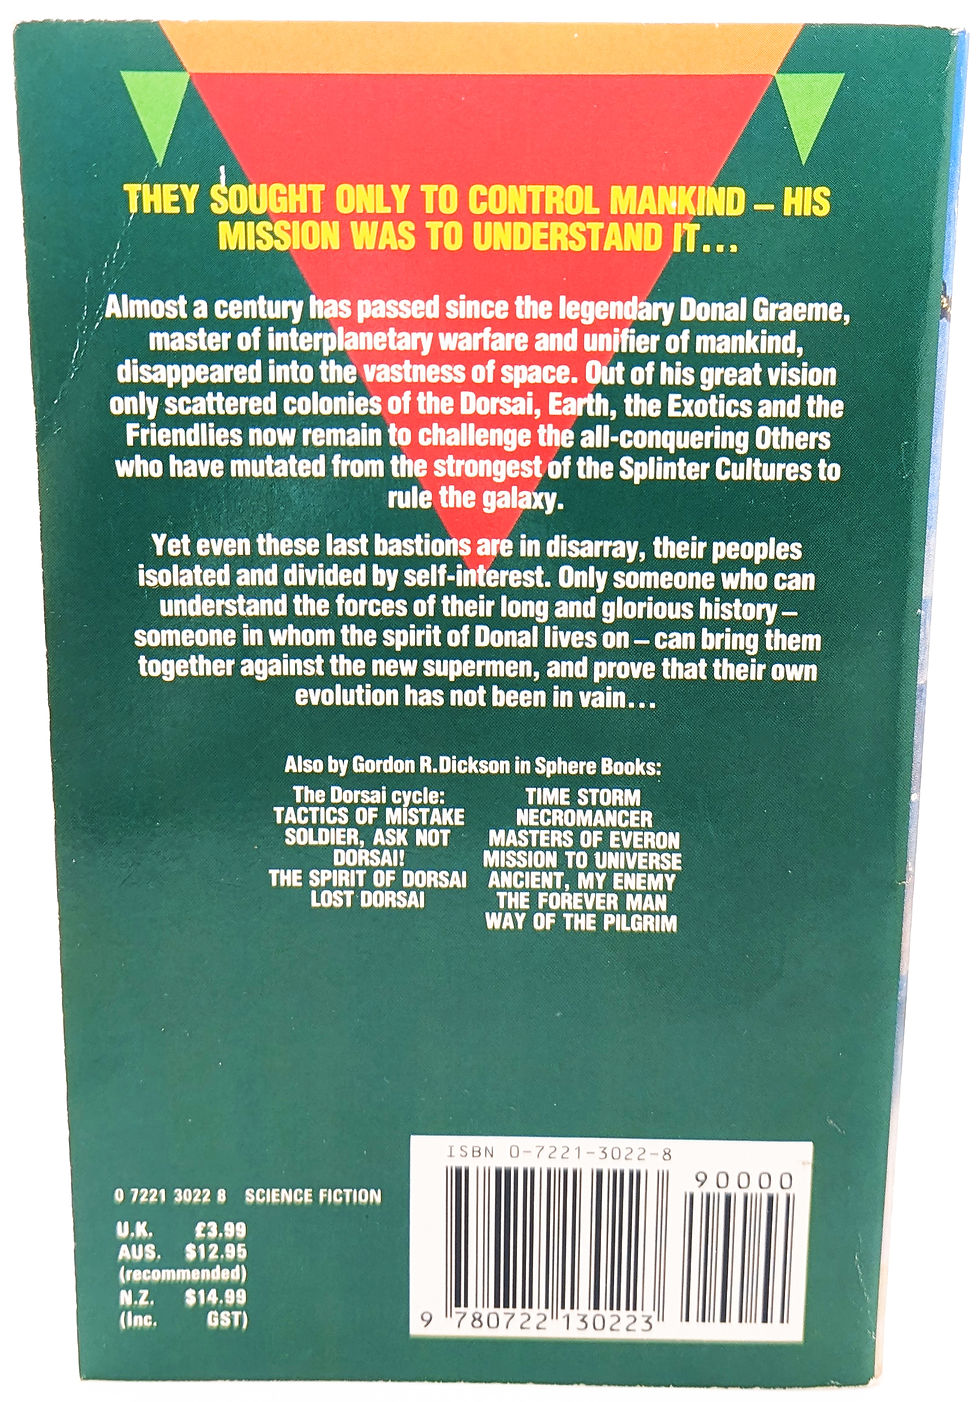 THEY SOUGHT ONLY TO CONTROL MANKIND – HIS
MISSION WAS TO UNDERSTAND IT...
Almost a century has passed since the legendary Donal Graeme,
master of interplanetary warfare and unifier of mankind,
disappeared into the vastness of space. Out of his great vision
only scattered colonies of the Dorsai, Earth, the Exotics and the
Friendlies now remain to challenge the all-conquering Others
who have mutated from the strongest of the Splinter Cultures to
rule the galaxy.
Yet even these last bastions are in disarray, their peoples
isolated and divided by self-interest. Only someone who can
understand the forces of their long and glorious history –
someone in whom the spirit of Donal lives on – can bring them
together against the new supermen, and prove that their own
evolution has not been in vain...
Also by Gordon R. Dickson in Sphere Books:
The Dorsai cycle:
TACTICS OF MISTAKE
SOLDIER, ASK NOT
DORSAI!
THE SPIRIT OF DORSAI
LOST DORSAI
TIME STORM
NECROMANCER
MASTERS OF EVERON
MISSION TO UNIVERSE
ANCIENT, MY ENEMY
THE FOREVER MAN
WAY OF THE PILGRIM
0 7221 3022 8 SCIENCE FICTION
U.K. £3.99
AUS. $12.95
(recommended)
N.Z. $14.99
(Inc. GST)
ISBN 0-7221-3022-8
90000
9 780722 130223